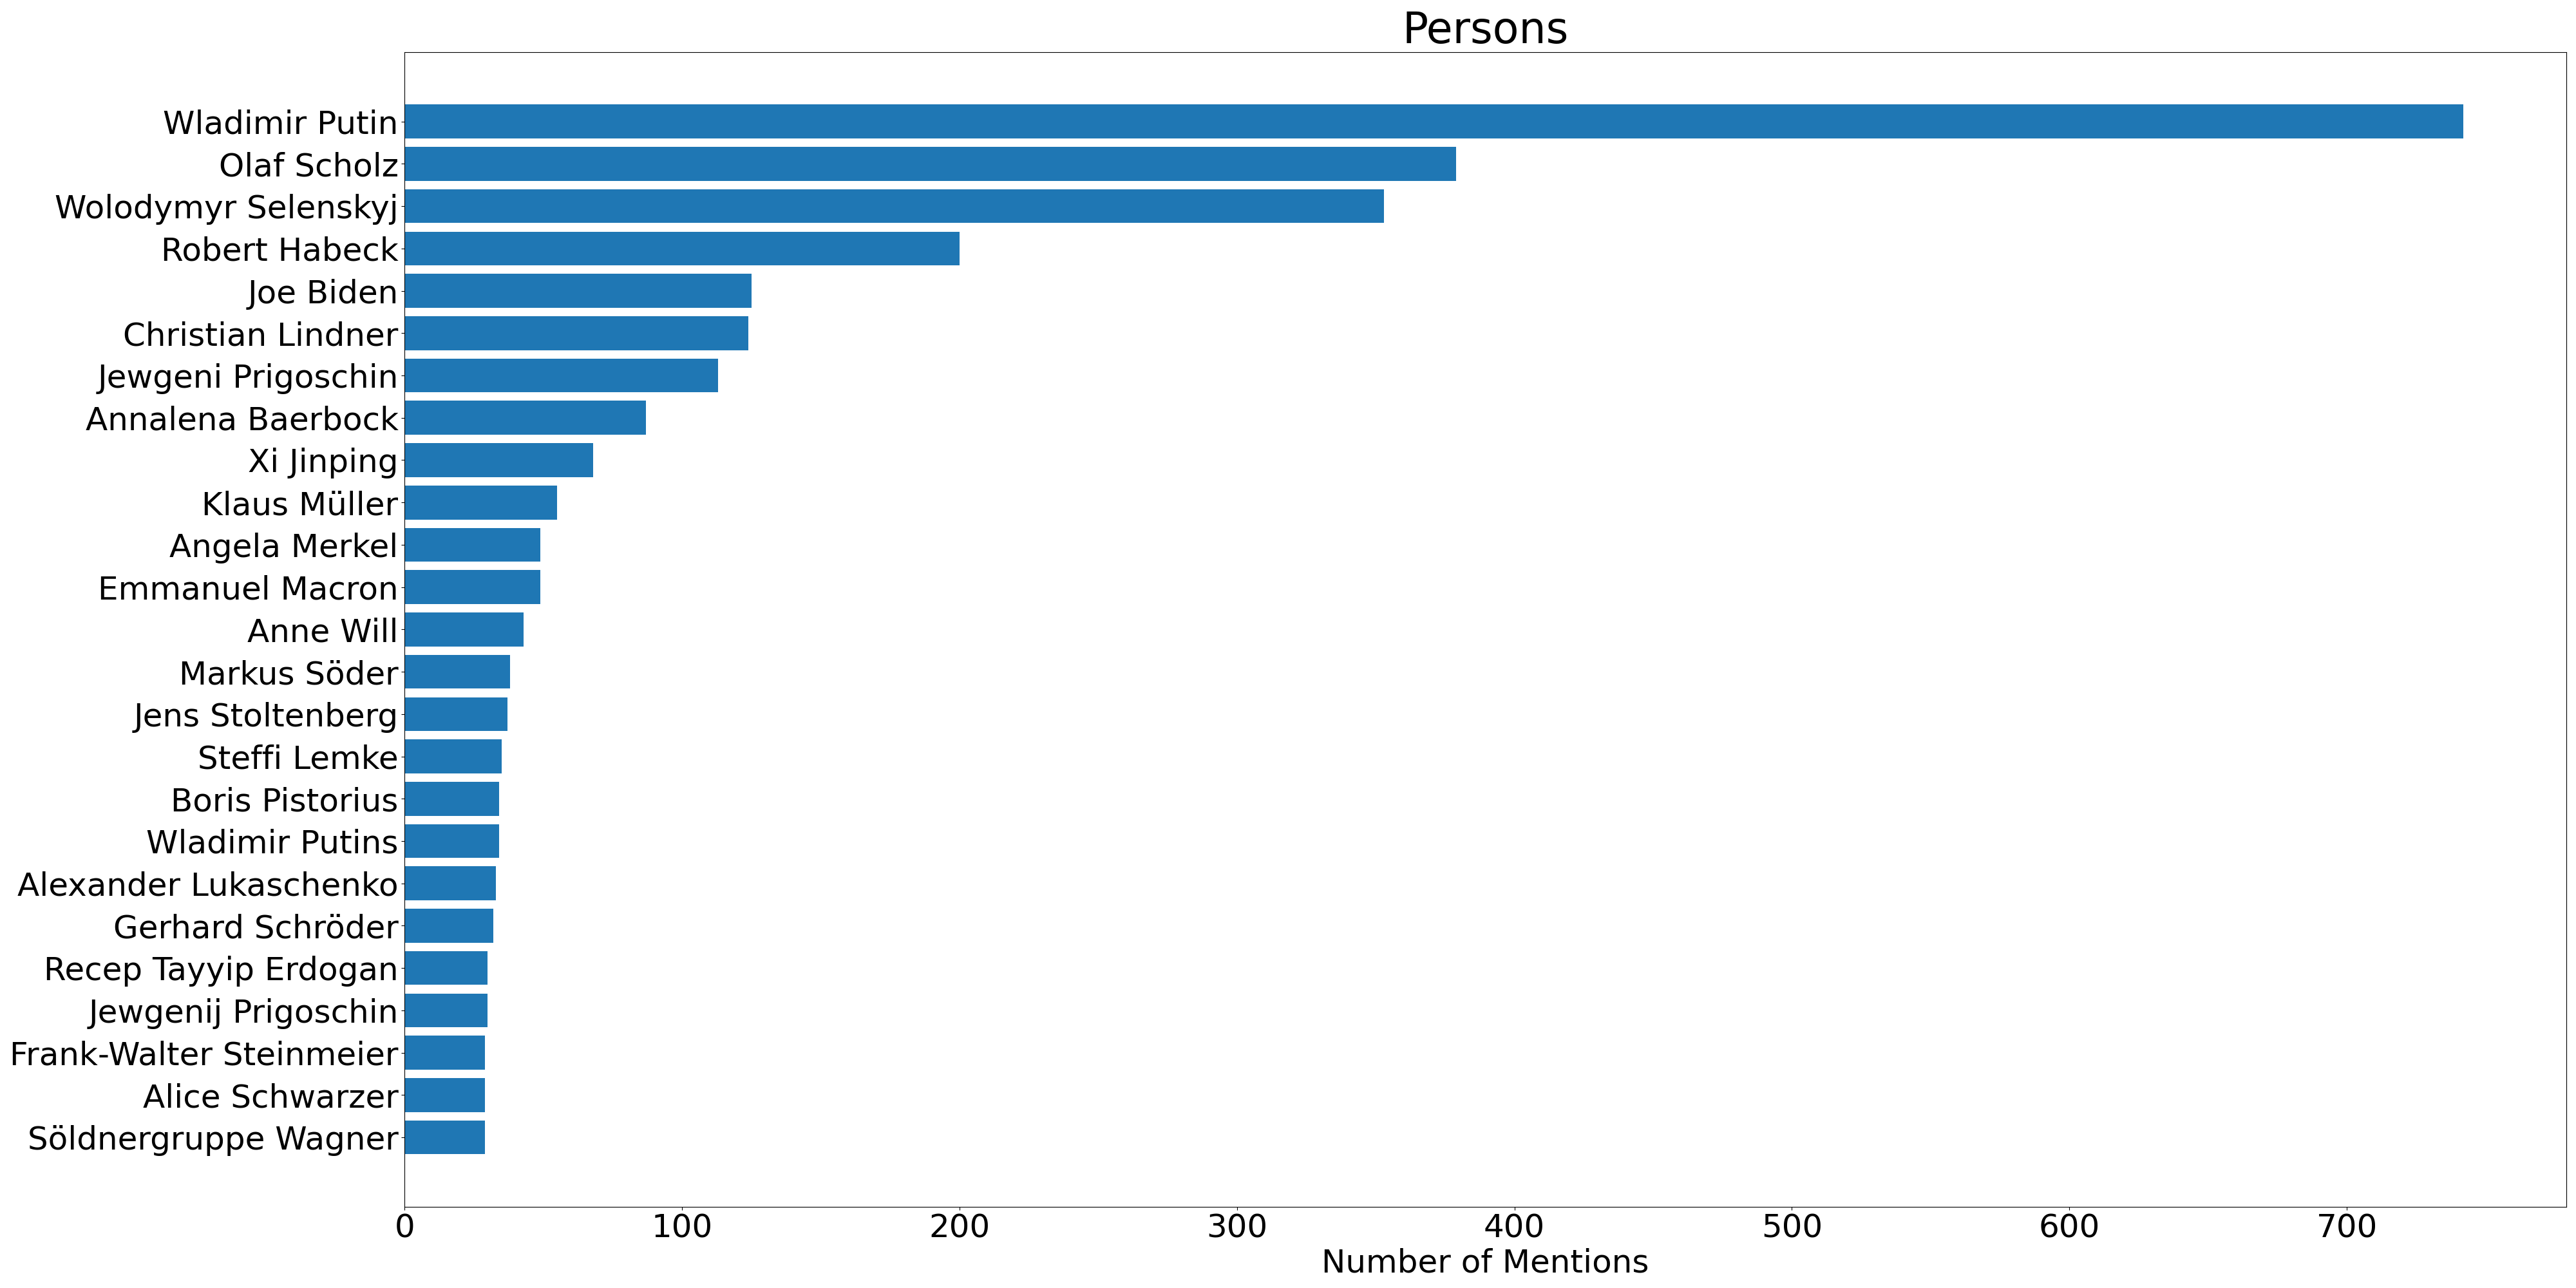 Persons
Wladimir Putin
Olaf Scholz
Wolodymyr Selenskyj
Robert Habeck
Joe Biden
Christian Lindner
Jewgeni Prigoschin
Annalena Baerbock
Xi Jinping
Klaus Müller
Angela Merkel
Emmanuel Macron
Anne Will
Markus Söder
Jens Stoltenberg
Steffi Lemke
Boris Pistorius
Wladimir Putins
Alexander Lukaschenko
Gerhard Schröder
Recep Tayyip Erdogan
Jewgenij Prigoschin
Frank-Walter Steinmeier
Alice Schwarzer
Söldnergruppe Wagner
0 100 200 300 400 500 600 700
Number of Mentions